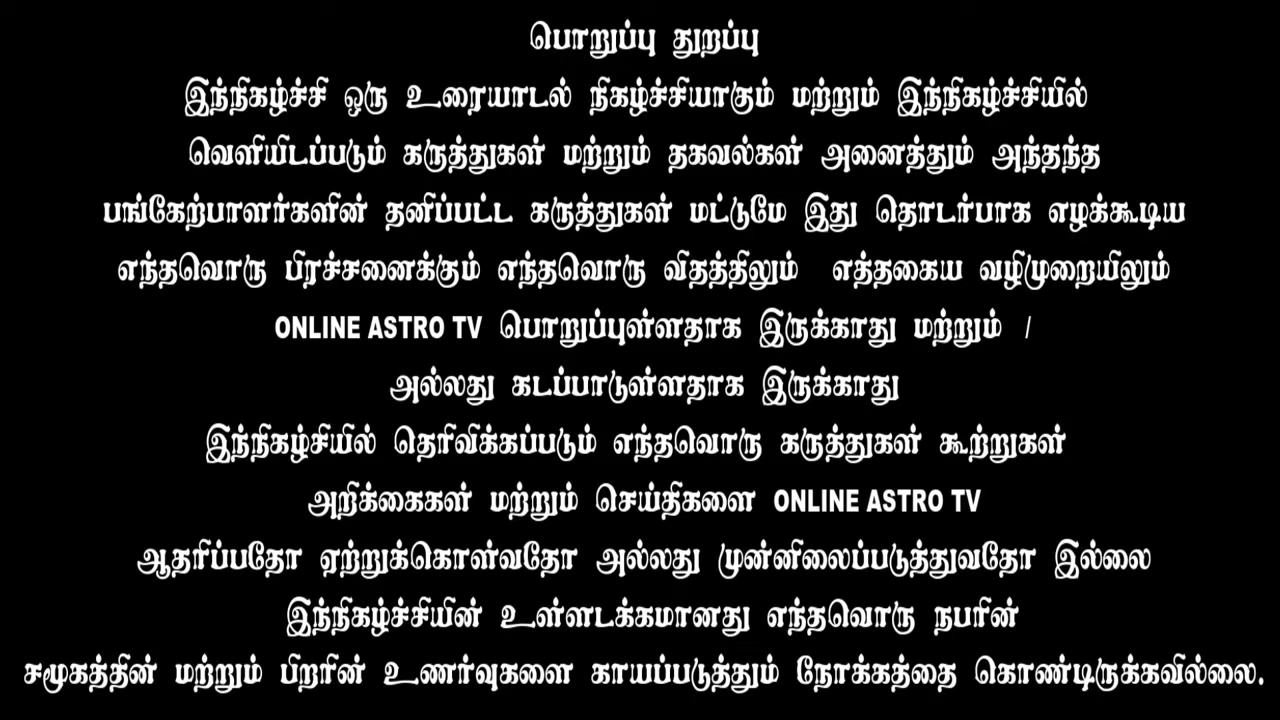 பொறுப்பு துறப்பு
இந்நிகழ்ச்சி ஒரு உரையாடல் நிகழ்ச்சியாகும் மற்றும் இந்நிகழ்ச்சியில்
வெளியிடப்படும் கருத்துகள் மற்றும் தகவல்கள் அனைத்தும் அந்தந்த
பங்கேற்பாளர்களின் தனிப்பட்ட கருத்துகள் மட்டுமே இது தொடர்பாக எழக்கூடிய
எந்தவொரு பிரச்சனைக்கும் எந்தவொரு விதத்திலும் எத்தகைய வழிமுறையிலும்
ONLINE ASTRO TV பொறுப்புள்ளதாக இருக்காது மற்றும் /
அல்லது கடப்பாடுள்ளதாக இருக்காது
இந்நிகழ்சியில் தெரிவிக்கப்படும் எந்தவொரு கருத்துகள் கூற்றுகள்
அறிக்கைகள் மற்றும் செய்திகளை ONLINE ASTRO TV
ஆதரிப்பதோ ஏற்றுக்கொள்வதோ அல்லது முன்னிலைப்படுத்துவதோ இல்லை
இந்நிகழ்ச்சியின் உள்ளடக்கமானது எந்தவொரு நபரின்
சமூகத்தின் மற்றும் பிறரின் உணர்வுகளை காயப்படுத்தும் நோக்கத்தை கொண்டிருக்கவில்லை.